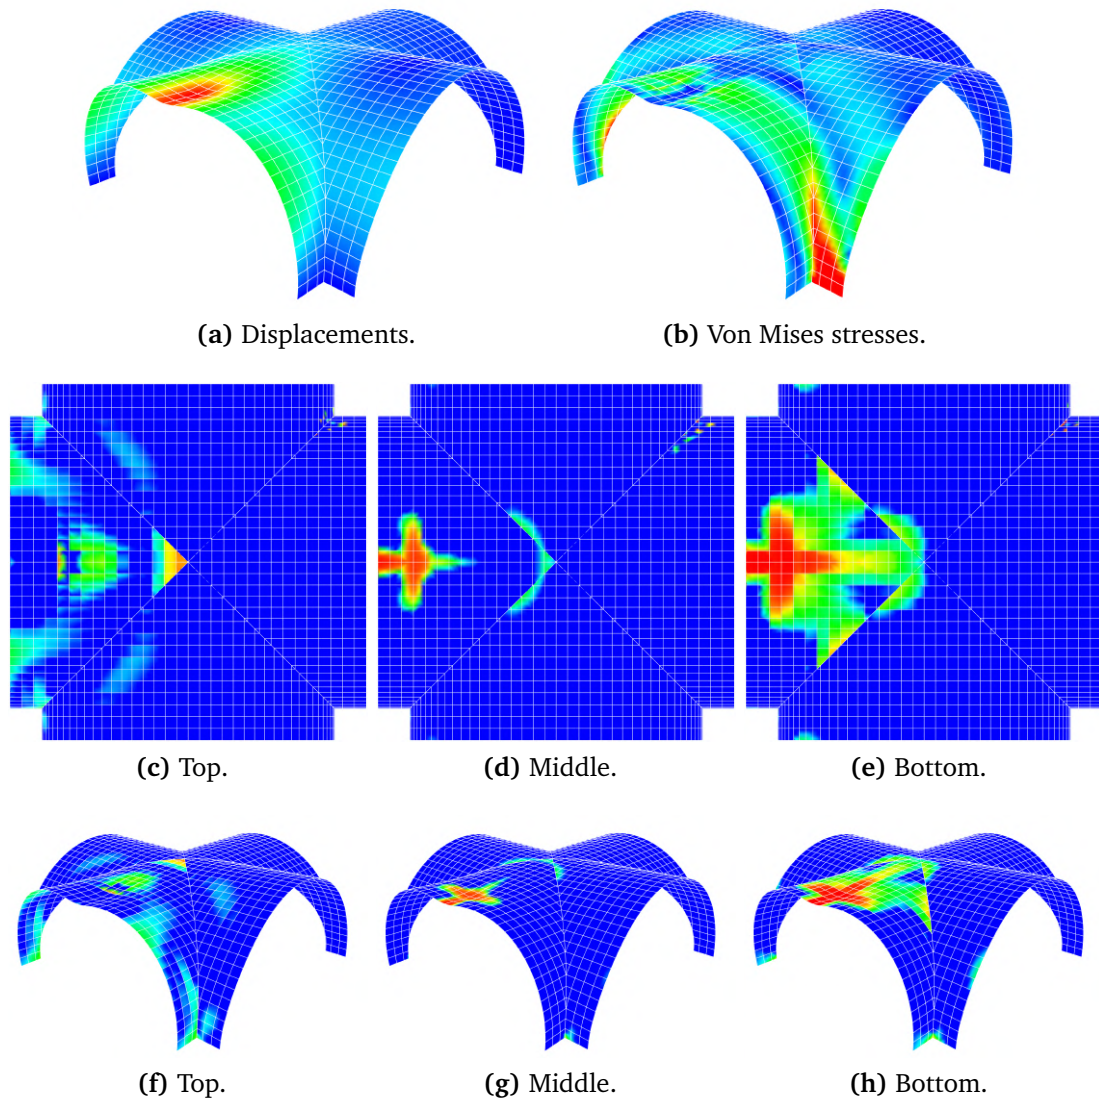 (a) Displacements.
(b) Von Mises stresses.
(c) Top.
(d) Middle.
(e) Bottom.
(f) Top.
(g) Middle.
(h) Bottom.